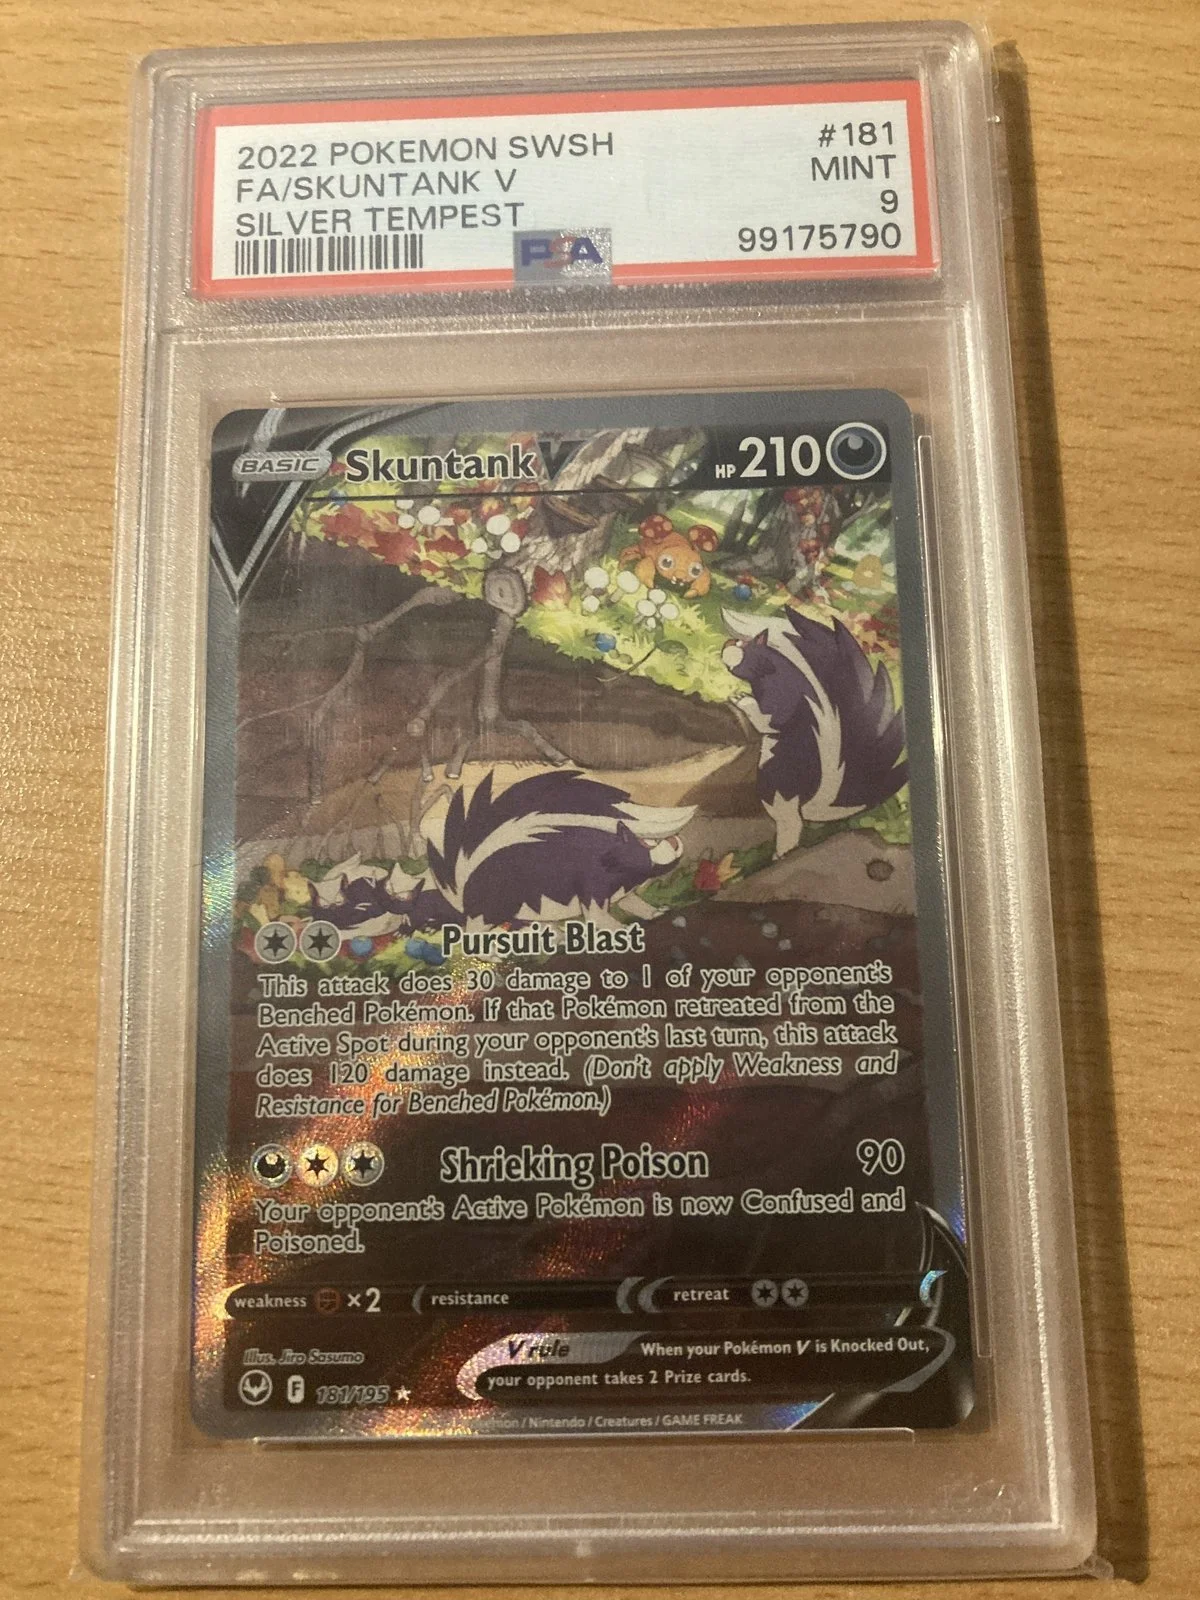 2022 POKEMON SWSH #181
FA/SKUNTANK V MINT
SILVER TEMPEST 9
99175790
PSA
BASIC Skuntank V HP 210
Pursuit Blast
This attack does 30 damage to 1 of your opponent's
Benched Pokémon. If that Pokémon retreated from the
Active Spot during your opponent's last turn, this attack
does 120 damage instead. (Don't apply Weakness and
Resistance for Benched Pokémon.)
Shrieking Poison 90
Your opponent's Active Pokémon is now Confused and
Poisoned.
weakness ×2 resistance retreat
V rule When your Pokémon V is Knocked Out,
your opponent takes 2 Prize cards.
Illus. Jiro Sasumo
F 181/195
/ Nintendo / Creatures / GAME FREAK